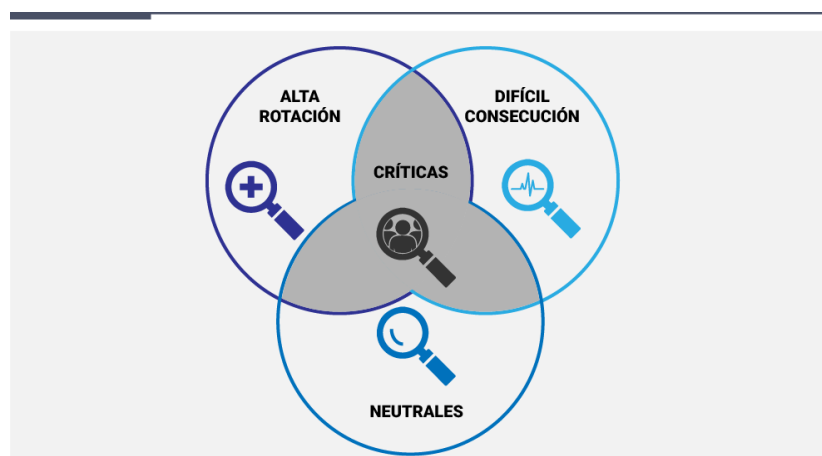 ALTA
ROTACIÓN
DIFÍCIL
CONSECUCIÓN
CRÍTICAS
NEUTRALES